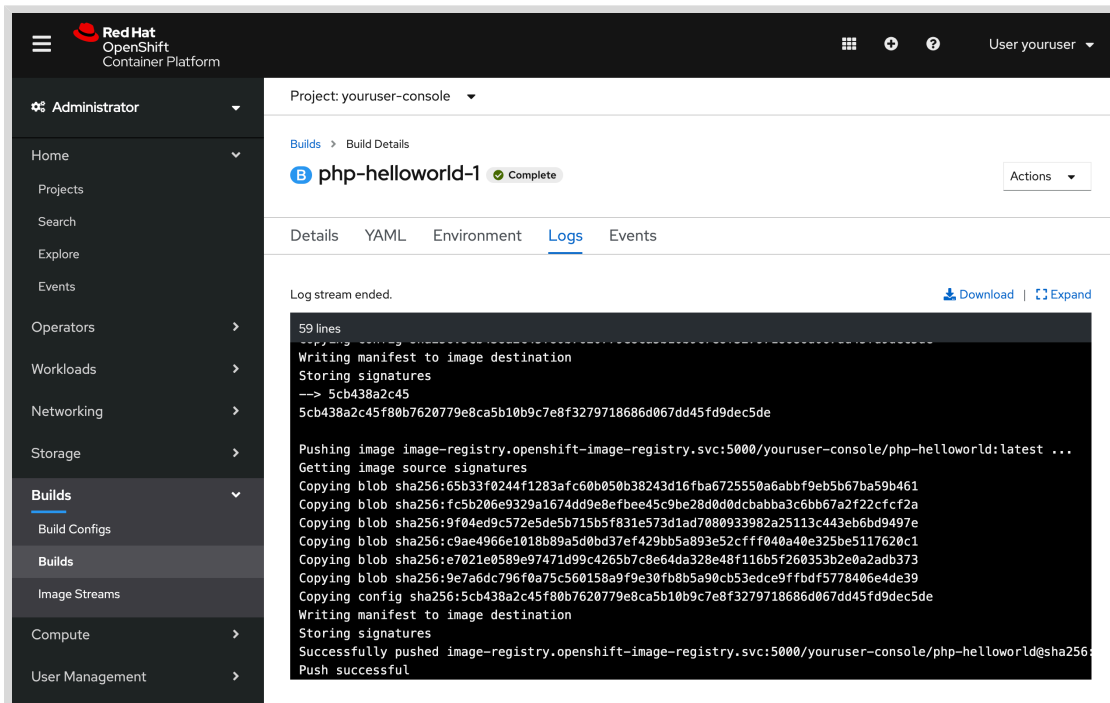 Red Hat
OpenShift
Container Platform
User youruser
Administrator
Home
Projects
Search
Explore
Events
Operators
Workloads
Networking
Storage
Builds
Build Configs
Builds
Image Streams
Compute
User Management
Project: youruser-console
Builds > Build Details
B php-helloworld-1 Complete
Actions
Details YAML Environment Logs Events
Log stream ended.
Download | Expand
59 lines
Writing manifest to image destination
Storing signatures
--> 5cb438a2c45
5cb438a2c45f80b7620779e8ca5b10b9c7e8f3279718686d067dd45fd9dec5de
Pushing image image-registry.openshift-image-registry.svc:5000/youruser-console/php-helloworld:latest ...
Getting image source signatures
Copying blob sha256:65b33f0244f1283afc60b050b38243d16fba6725550a6abbf9eb5b67ba59b461
Copying blob sha256:fc5b206e9329a1674dd9e8efbee45c9be28d0d0dcbabba3c6bb67a2f22cfcf2a
Copying blob sha256:9f04ed9c572e5de5b715b5f831e573d1ad7080933982a25113c443eb6bd9497e
Copying blob sha256:c9ae4966e1018b89a5d0bd37ef429bb5a893e52cfff040a40e325be5117620c1
Copying blob sha256:e7021e0589e97471d99c4265b7c8e64da328e48f116b5f260353b2e0a2adb373
Copying blob sha256:9e7a6dc796f0a75c560158a9f9e30fb8b5a90cb53edce9ffbdf5778406e4de39
Copying config sha256:5cb438a2c45f80b7620779e8ca5b10b9c7e8f3279718686d067dd45fd9dec5de
Writing manifest to image destination
Storing signatures
Successfully pushed image-registry.openshift-image-registry.svc:5000/youruser-console/php-helloworld@sha256:
Push successful